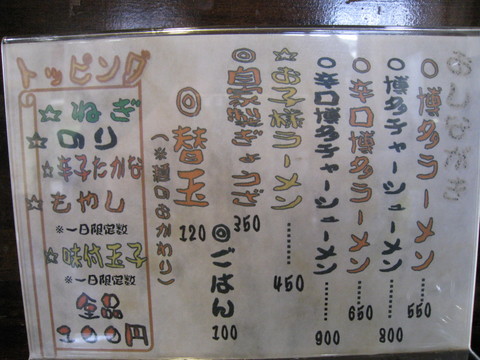 おしながき
○博多ラーメン……550
○博多チャーシューメン……800
○辛口博多ラーメン……650
○辛口博多チャーシューメン……900
☆お子様ラーメン……450
◎自家製ぎょうざ 350
◎ごはん 100
◎替玉 120
(※麺のおかわり)
トッピング
☆ねぎ
☆のり
☆辛子たかな
☆もやし
※一日限定数
☆味付玉子
※一日限定数
全品
100円